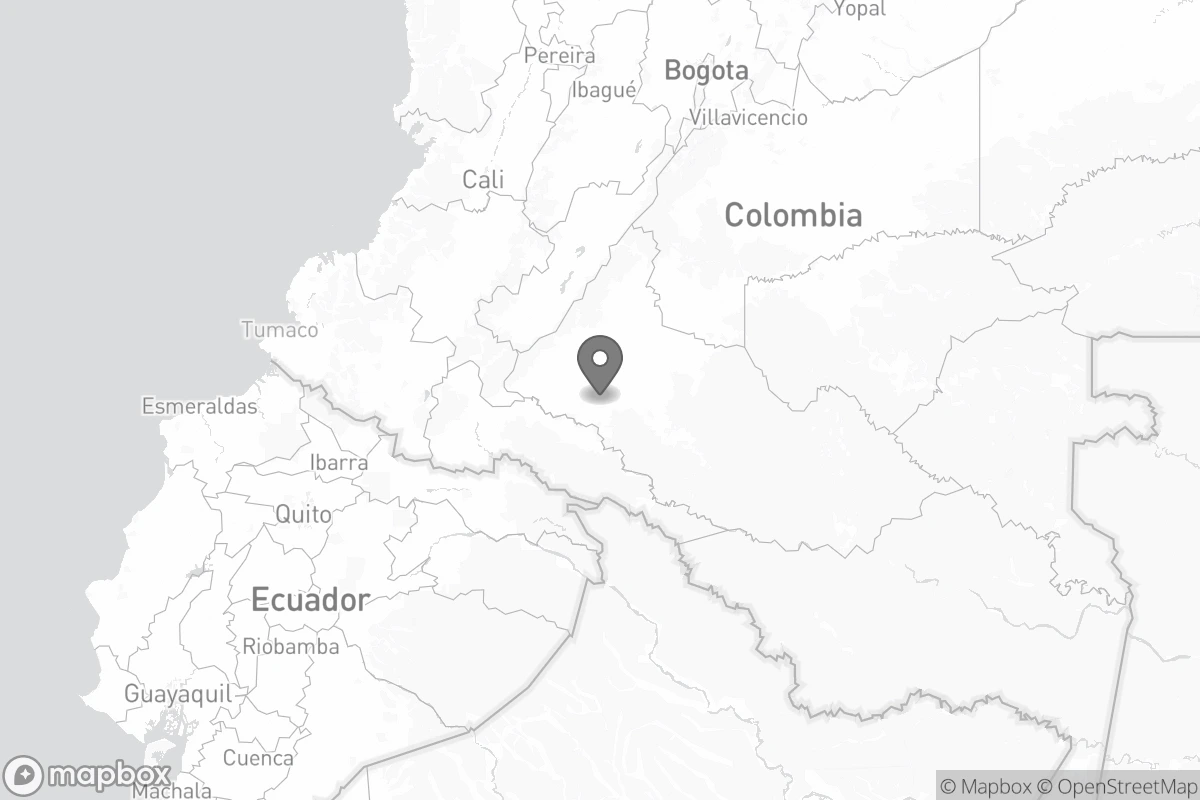 Yopal
Pereira
Bogota
Ibagué
Villavicencio
Cali
Colombia
Tumaco
Esmeraldas
Ibarra
Quito
Ecuador
Riobamba
Guayaquil
Cuenca
Machala
mapbox
© Mapbox © OpenStreetMap